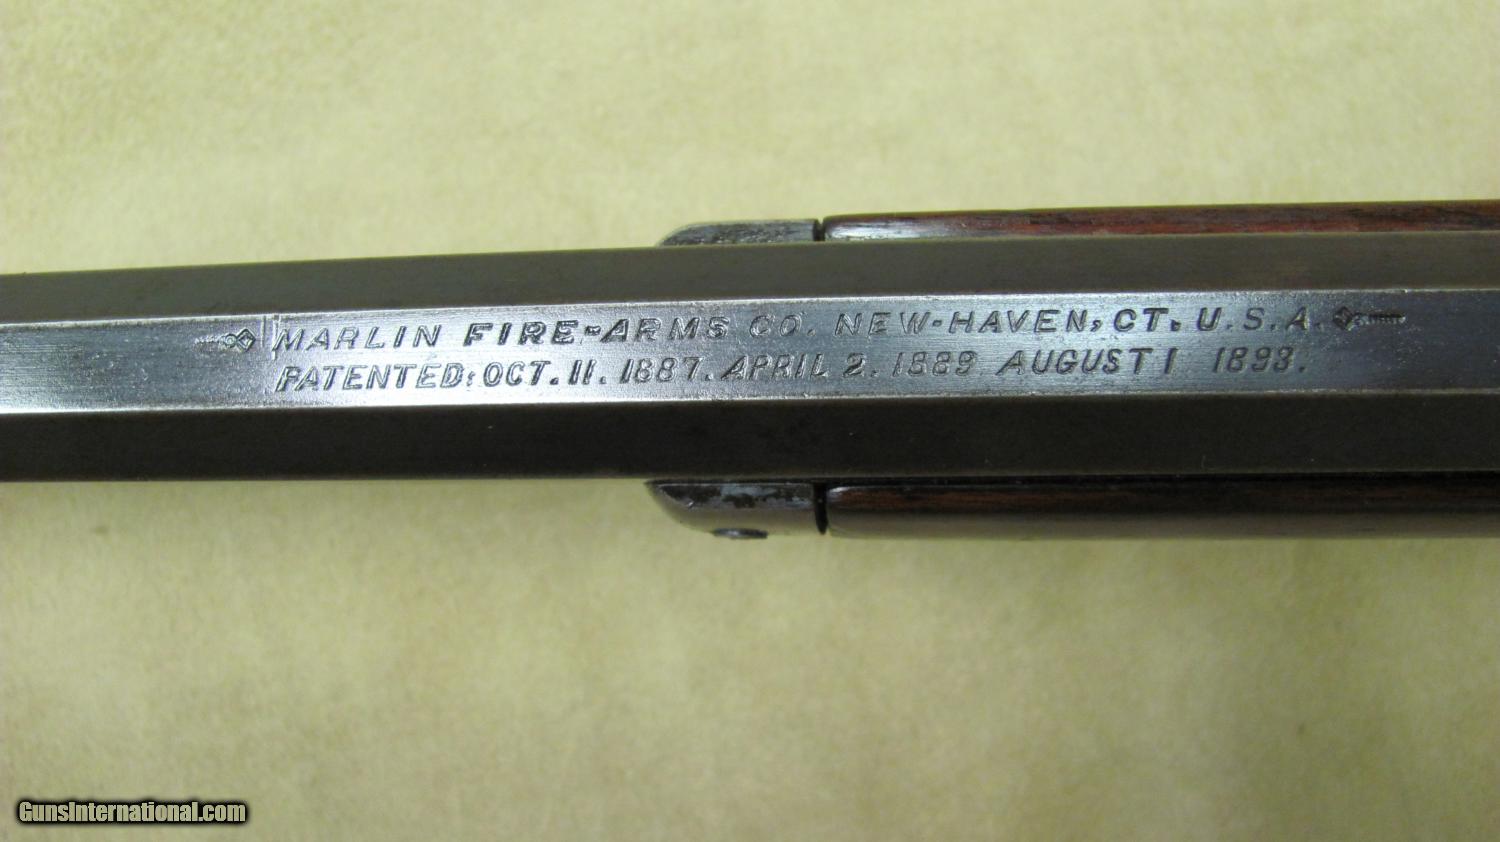 MARLIN FIRE-ARMS CO. NEW-HAVEN, CT. U.S.A.
PATENTED: OCT. 11. 1887. APRIL 2. 1889 AUGUST 1 1893.
GunsInternational.com